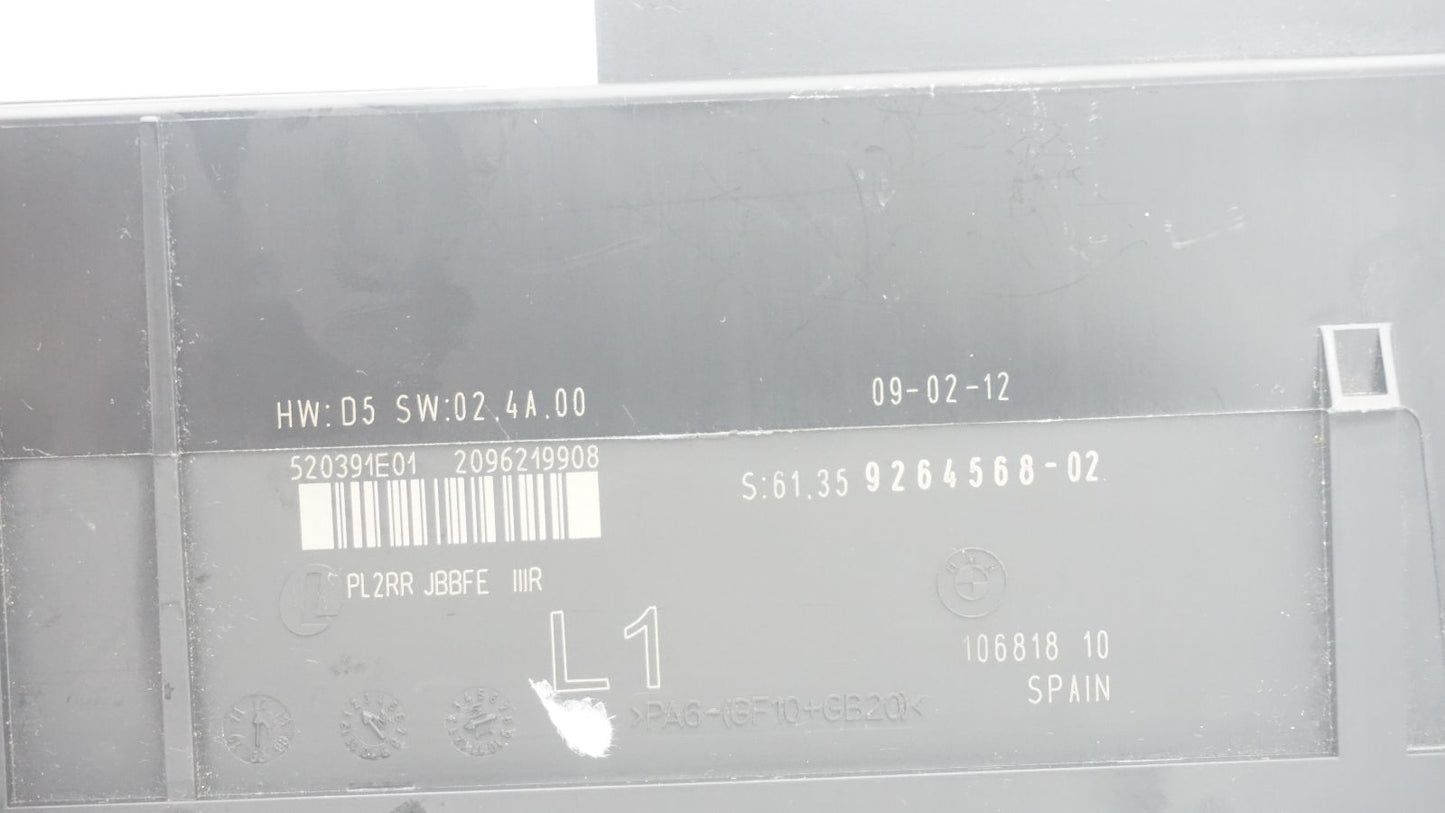 HW:D5 SW:02.4A.00
09-02-12
520391E01 2096219908
S:61.35 9264568-02
PL2RR JBBFE IIIR
BMW
L1
106818 10
SPAIN
>PA6-(GF10+GB20)<